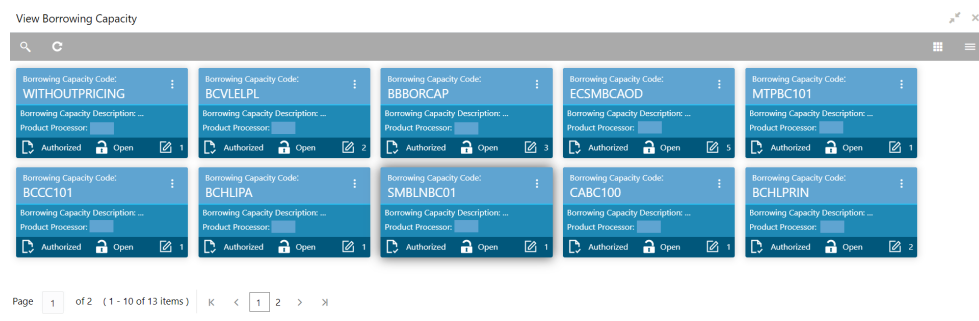 View Borrowing Capacity
Borrowing Capacity Code:
WITHOUTPRICING
Borrowing Capacity Description: ...
Product Processor:
Authorized Open 1
Borrowing Capacity Code:
BCVLELPL
Borrowing Capacity Description: ...
Product Processor:
Authorized Open 2
Borrowing Capacity Code:
BBBORCAP
Borrowing Capacity Description: ...
Product Processor:
Authorized Open 3
Borrowing Capacity Code:
ECSMBCAOD
Borrowing Capacity Description: ...
Product Processor:
Authorized Open 5
Borrowing Capacity Code:
MTPBC101
Borrowing Capacity Description: ...
Product Processor:
Authorized Open 1
Borrowing Capacity Code:
BCCC101
Borrowing Capacity Description: ...
Product Processor:
Authorized Open 1
Borrowing Capacity Code:
BCHLIPA
Borrowing Capacity Description: ...
Product Processor:
Authorized Open 1
Borrowing Capacity Code:
SMBLNBC01
Borrowing Capacity Description: ...
Product Processor:
Authorized Open 1
Borrowing Capacity Code:
CABC100
Borrowing Capacity Description: ...
Product Processor:
Authorized Open 1
Borrowing Capacity Code:
BCHLPRIN
Borrowing Capacity Description: ...
Product Processor:
Authorized Open 2
Page 1 of 2 ( 1 - 10 of 13 items ) 1 2